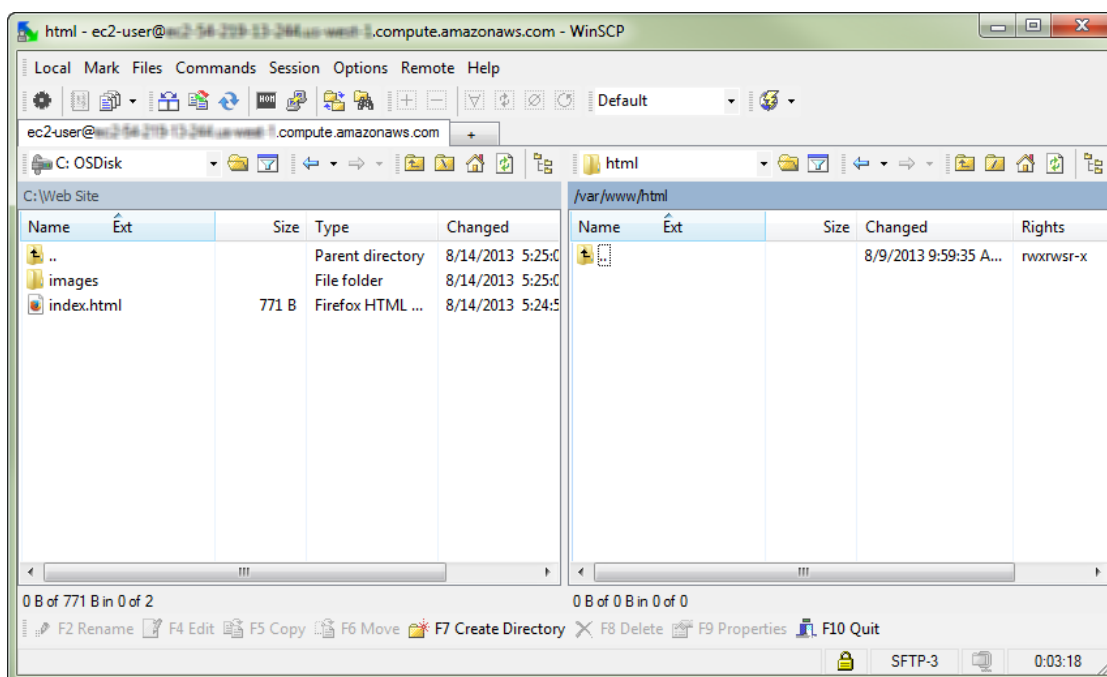 html - ec2-user@ .compute.amazonaws.com - WinSCP
Local Mark Files Commands Session Options Remote Help
Default
ec2-user@ .compute.amazonaws.com +
C: OSDisk html
C:\Web Site /var/www/html
Name Ext Size Type Changed Name Ext Size Changed Rights
.. Parent directory 8/14/2013 5:25:0 .. 8/9/2013 9:59:35 A... rwxrwsr-x
images File folder 8/14/2013 5:25:0
index.html 771 B Firefox HTML ... 8/14/2013 5:24:5
0 B of 771 B in 0 of 2 0 B of 0 B in 0 of 0
F2 Rename F4 Edit F5 Copy F6 Move F7 Create Directory F8 Delete F9 Properties F10 Quit
SFTP-3 0:03:18